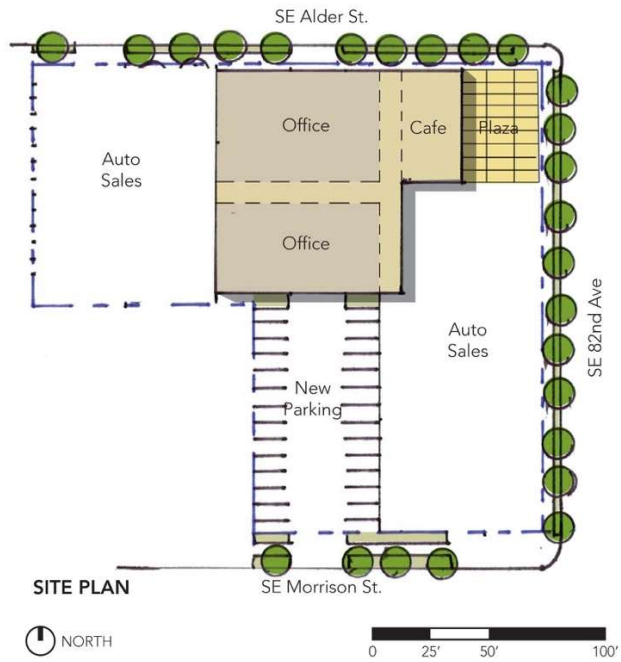 SE Alder St.
Office
Cafe
Plaza
Auto
Sales
Office
Auto
Sales
SE 82nd Ave
New
Parking
SITE PLAN
SE Morrison St.
NORTH
0 25' 50' 100'